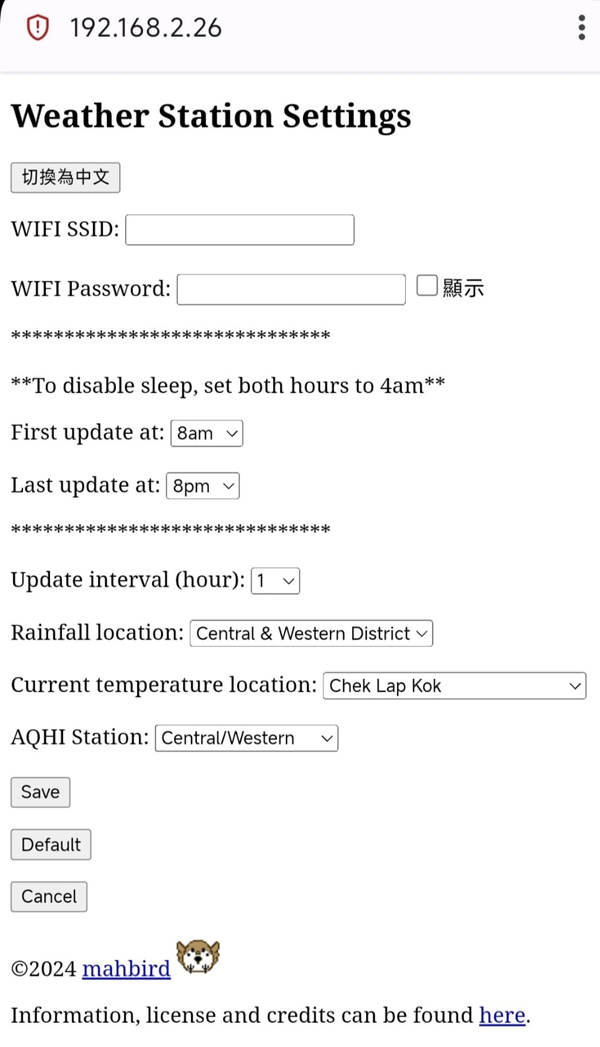 192.168.2.26
Weather Station Settings
切換為中文
WIFI SSID:
WIFI Password: 顯示
******************************
**To disable sleep, set both hours to 4am**
First update at: 8am
Last update at: 8pm
******************************
Update interval (hour): 1
Rainfall location: Central & Western District
Current temperature location: Chek Lap Kok
AQHI Station: Central/Western
Save
Default
Cancel
©2024 mahbird
Information, license and credits can be found here.